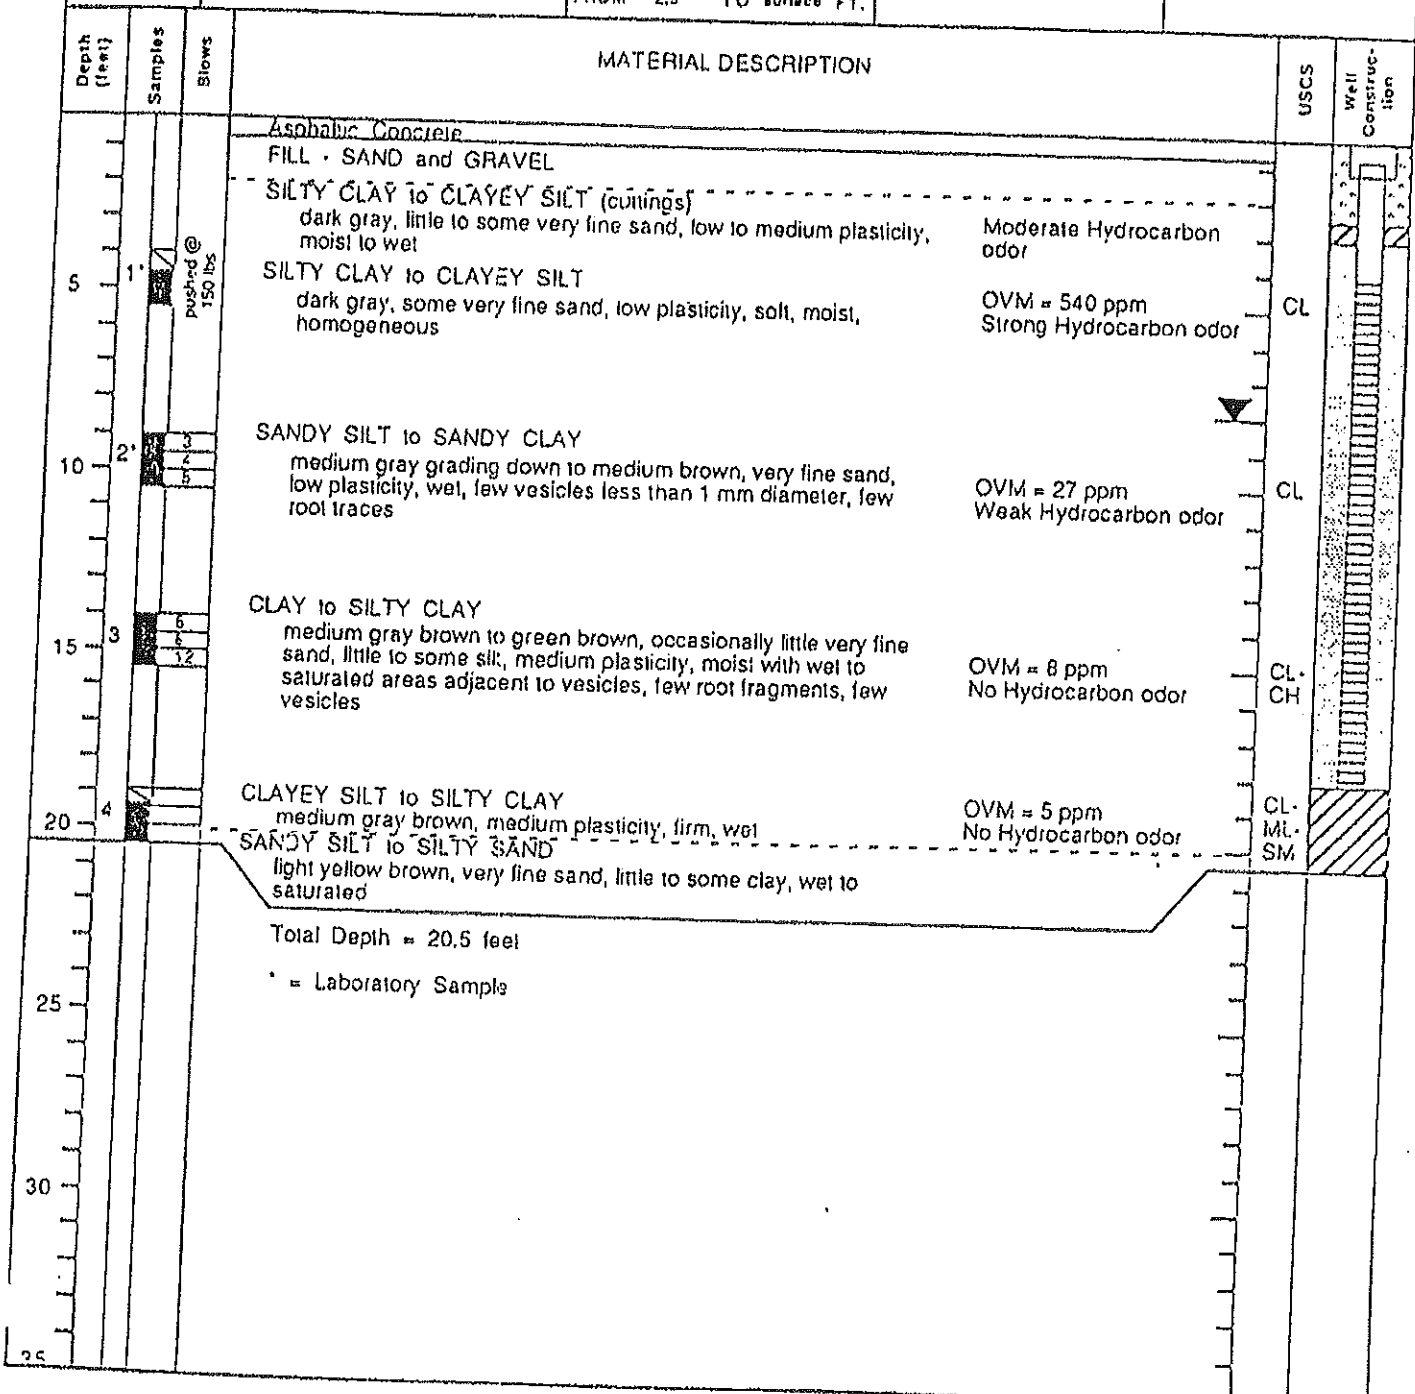 2.5 TO surface FT.
Depth (feet)
Samples
Blows
MATERIAL DESCRIPTION
USCS
Well Construc-tion
Asphaltic Concrete
FILL - SAND and GRAVEL
SILTY CLAY to CLAYEY SILT (cuttings)
dark gray, little to some very fine sand, low to medium plasticity,
moist to wet
Moderate Hydrocarbon
odor
5
1*
pushed @
150 lbs
SILTY CLAY to CLAYEY SILT
dark gray, some very fine sand, low plasticity, soft, moist,
homogeneous
OVM = 540 ppm
Strong Hydrocarbon odor
CL
10
2*
3
2
5
SANDY SILT to SANDY CLAY
medium gray grading down to medium brown, very fine sand,
low plasticity, wet, few vesicles less than 1 mm diameter, few
root traces
OVM = 27 ppm
Weak Hydrocarbon odor
CL
15
3
6
6
12
CLAY to SILTY CLAY
medium gray brown to green brown, occasionally little very fine
sand, little to some silt, medium plasticity, moist with wet to
saturated areas adjacent to vesicles, few root fragments, few
vesicles
OVM = 8 ppm
No Hydrocarbon odor
CL-
CH
20
4
CLAYEY SILT to SILTY CLAY
medium gray brown, medium plasticity, firm, wet
OVM = 5 ppm
No Hydrocarbon odor
CL-
ML-
SM
SANDY SILT to SILTY SAND
light yellow brown, very fine sand, little to some clay, wet to
saturated
Total Depth = 20.5 feet
* = Laboratory Sample
25
30
35